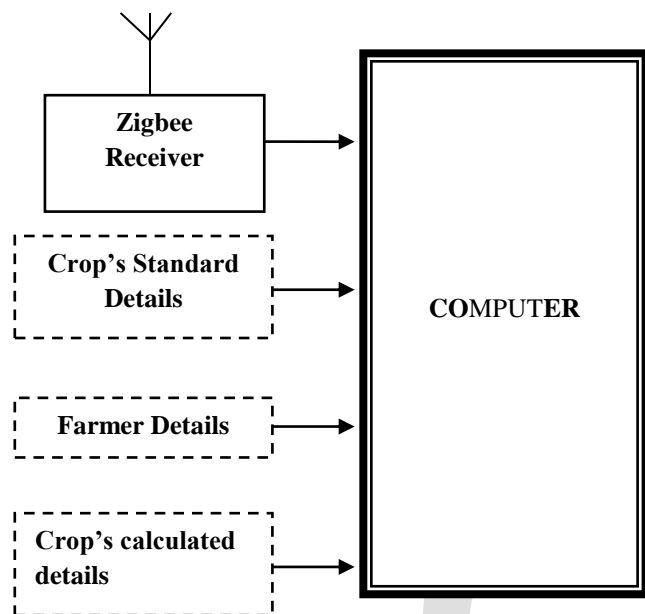 Zigbee
Receiver
Crop’s Standard
Details
COMPUTER
Farmer Details
Crop’s calculated
details